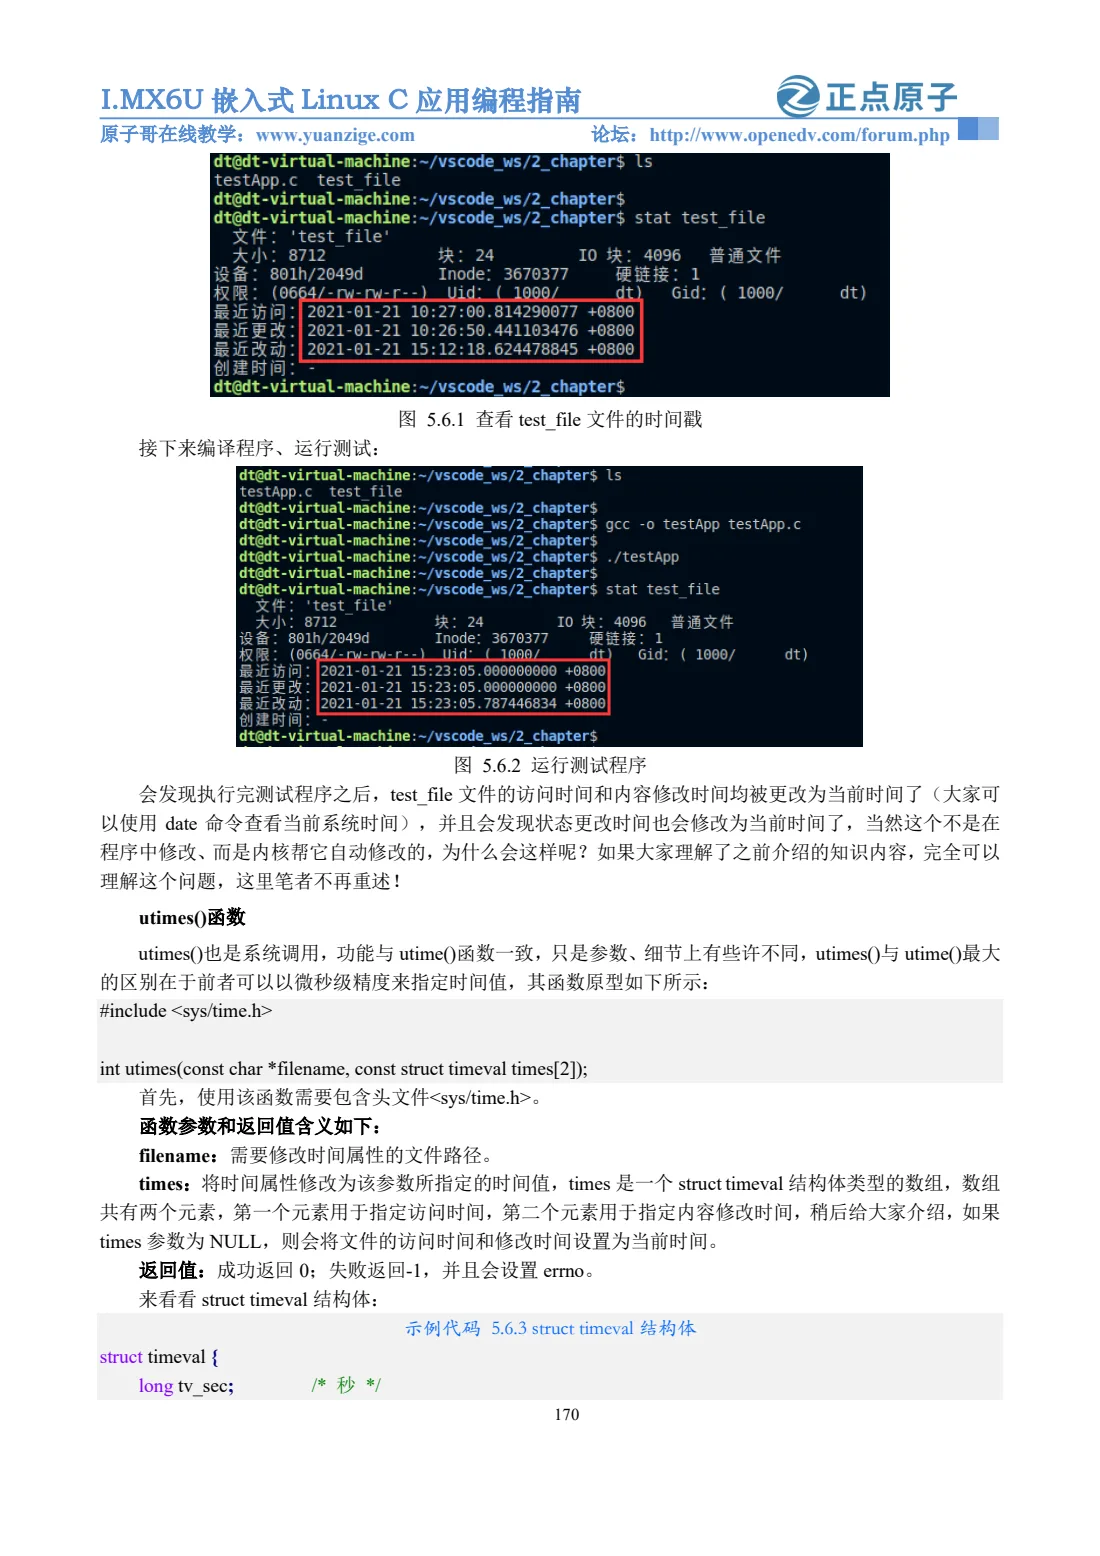 I.MX6U 嵌入式 Linux C 应用编程指南
正点原子
原子哥在线教学：www.yuanzige.com 论坛：http://www.openedv.com/forum.php
dt@dt-virtual-machine:~/vscode_ws/2_chapter$ ls
testApp.c test_file
dt@dt-virtual-machine:~/vscode_ws/2_chapter$
dt@dt-virtual-machine:~/vscode_ws/2_chapter$ stat test_file
文件：'test_file'
大小：8712 块：24 IO 块：4096 普通文件
设备：801h/2049d Inode：3670377 硬链接：1
权限：(0664/-rw-rw-r--) Uid：( 1000/ dt) Gid：( 1000/ dt)
最近访问：2021-01-21 10:27:00.814290077 +0800
最近更改：2021-01-21 10:26:50.441103476 +0800
最近改动：2021-01-21 15:12:18.624478845 +0800
创建时间：-
dt@dt-virtual-machine:~/vscode_ws/2_chapter$
图 5.6.1 查看 test_file 文件的时间戳
接下来编译程序、运行测试：
dt@dt-virtual-machine:~/vscode_ws/2_chapter$ ls
testApp.c test_file
dt@dt-virtual-machine:~/vscode_ws/2_chapter$
dt@dt-virtual-machine:~/vscode_ws/2_chapter$ gcc -o testApp testApp.c
dt@dt-virtual-machine:~/vscode_ws/2_chapter$
dt@dt-virtual-machine:~/vscode_ws/2_chapter$ ./testApp
dt@dt-virtual-machine:~/vscode_ws/2_chapter$
dt@dt-virtual-machine:~/vscode_ws/2_chapter$ stat test_file
文件：'test_file'
大小：8712 块：24 IO 块：4096 普通文件
设备：801h/2049d Inode：3670377 硬链接：1
权限：(0664/-rw-rw-r--) Uid：( 1000/ dt) Gid：( 1000/ dt)
最近访问：2021-01-21 15:23:05.000000000 +0800
最近更改：2021-01-21 15:23:05.000000000 +0800
最近改动：2021-01-21 15:23:05.787446834 +0800
创建时间：-
dt@dt-virtual-machine:~/vscode_ws/2_chapter$
图 5.6.2 运行测试程序
会发现执行完测试程序之后，test_file 文件的访问时间和内容修改时间均被更改为当前时间了（大家可
以使用 date 命令查看当前系统时间），并且会发现状态更改时间也会修改为当前时间了，当然这个不是在
程序中修改、而是内核帮它自动修改的，为什么会这样呢？如果大家理解了之前介绍的知识内容，完全可以
理解这个问题，这里笔者不再重述！
utimes()函数
utimes()也是系统调用，功能与 utime()函数一致，只是参数、细节上有些许不同，utimes()与 utime()最大
的区别在于前者可以以微秒级精度来指定时间值，其函数原型如下所示：
#include <sys/time.h>
int utimes(const char *filename, const struct timeval times[2]);
首先，使用该函数需要包含头文件<sys/time.h>。
函数参数和返回值含义如下：
filename：需要修改时间属性的文件路径。
times：将时间属性修改为该参数所指定的时间值，times 是一个 struct timeval 结构体类型的数组，数组
共有两个元素，第一个元素用于指定访问时间，第二个元素用于指定内容修改时间，稍后给大家介绍，如果
times 参数为 NULL，则会将文件的访问时间和修改时间设置为当前时间。
返回值：成功返回 0；失败返回-1，并且会设置 errno。
来看看 struct timeval 结构体：
示例代码 5.6.3 struct timeval 结构体
struct timeval {
long tv_sec; /* 秒 */
170